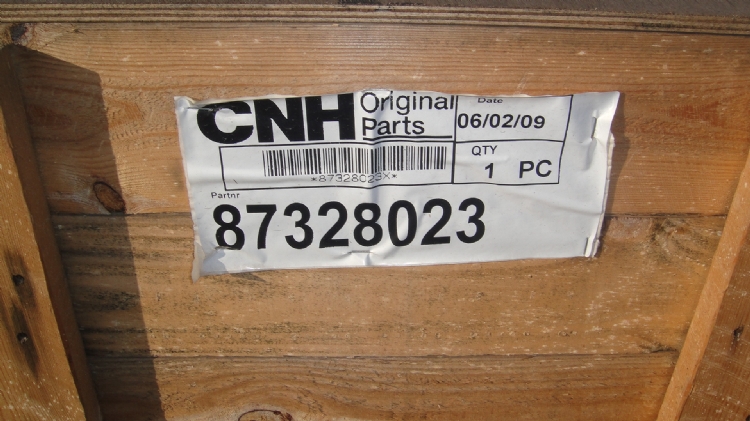 CNH Original Parts
Date
06/02/09
*87328023X*
QTY
1 PC
Partnr
87328023